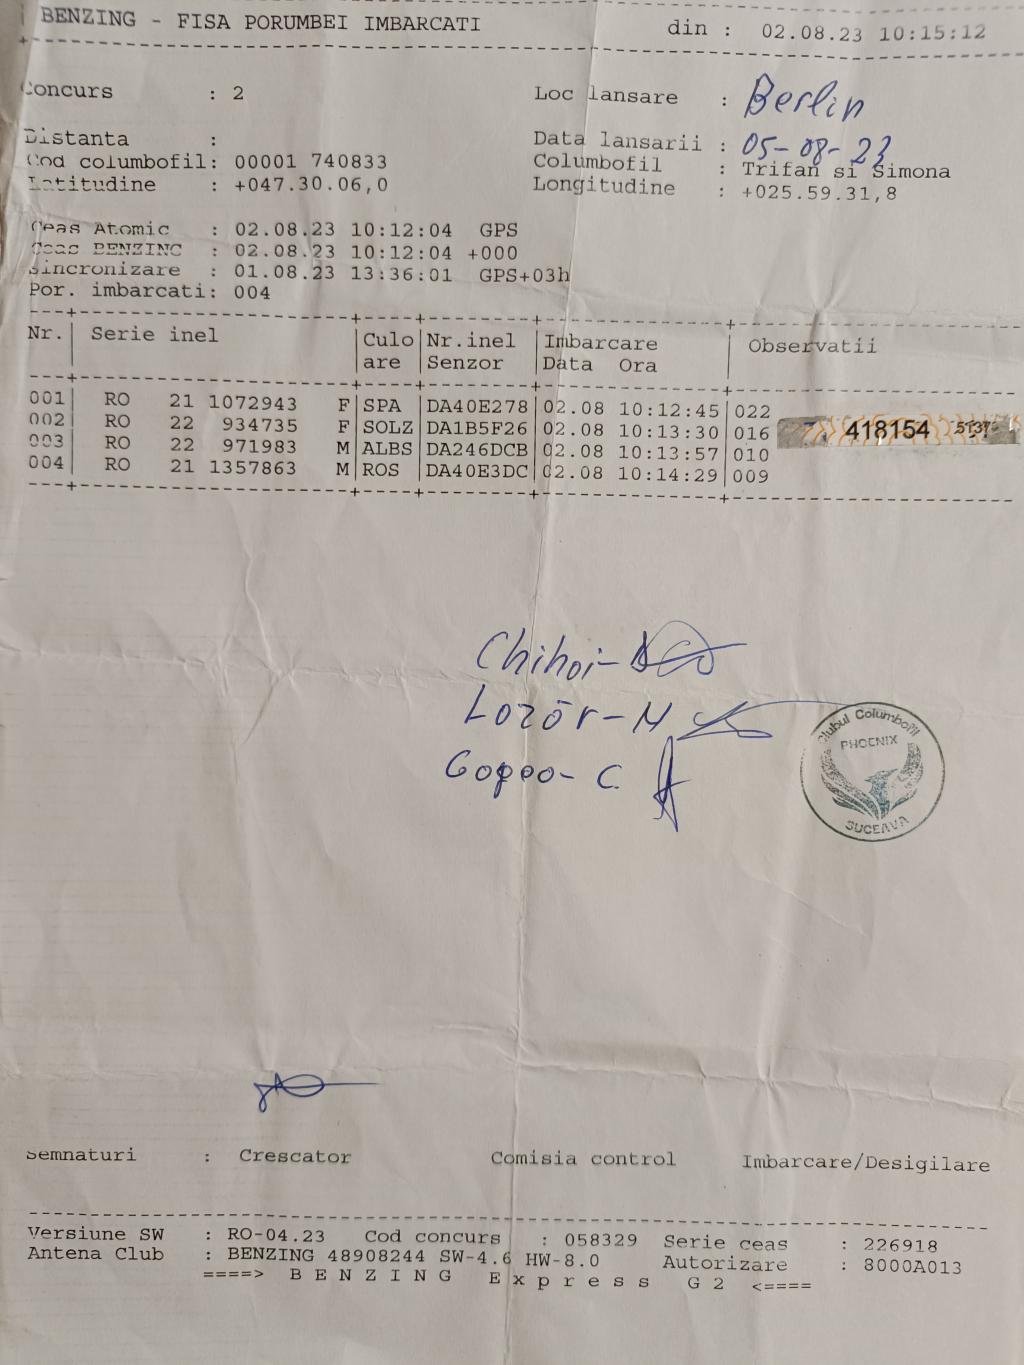 BENZING - FISA PORUMBEI IMBARCATI din : 02.08.23 10:15:12
Concurs : 2 Loc lansare : Berlin
Distanta : Data lansarii : 05-08-23
Cod columbofil: 00001 740833 Columbofil : Trifan si Simona
Latitudine : +047.30.06,0 Longitudine : +025.59.31,8
Ceas Atomic : 02.08.23 10:12:04 GPS
Ceas BENZING : 02.08.23 10:12:04 +000
Sincronizare : 01.08.23 13:36:01 GPS+03h
Por. imbarcati: 004
Nr. Serie inel Culo Nr.inel Imbarcare Observatii
are Senzor Data Ora
001 RO 21 1072943 F SPA DA40E278 02.08 10:12:45 022
002 RO 22 934735 F SOLZ DA1B5F26 02.08 10:13:30 016 418154
003 RO 22 971983 M ALBS DA246DCB 02.08 10:13:57 010
004 RO 21 1357863 M ROS DA40E3DC 02.08 10:14:29 009
Chihoi-
Lozör-M
C.
Clubul Columbofil
PHOENIX
SUCEAVA
Semnaturi : Crescator Comisia control Imbarcare/Desigilare
Versiune SW : RO-04.23 Cod concurs : 058329 Serie ceas : 226918
Antena Club : BENZING 48908244 SW-4.6 HW-8.0 Autorizare : 8000A013
====> B E N Z I N G E x p r e s s G 2 <====